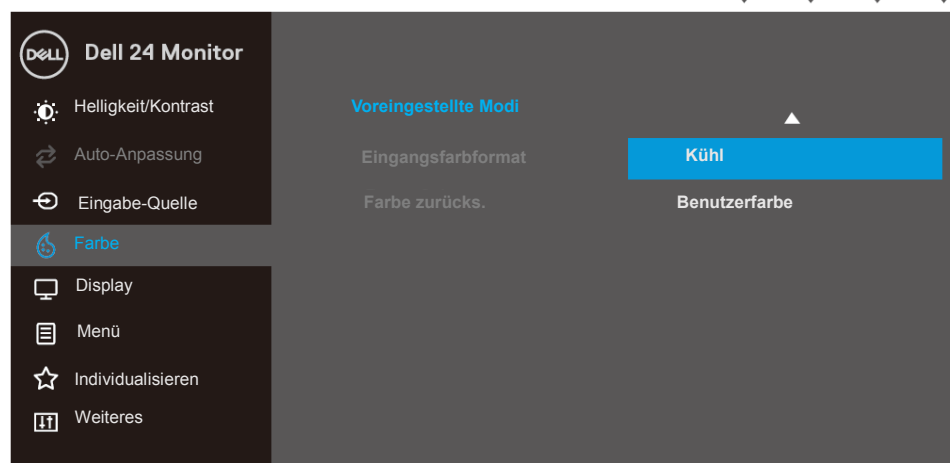 DELL Dell 24 Monitor
Helligkeit/Kontrast
Auto-Anpassung
Eingabe-Quelle
Farbe
Display
Menü
Individualisieren
Weiteres
Voreingestellte Modi
Eingangsfarbformat
Farbe zurücks.
Kühl
Benutzerfarbe